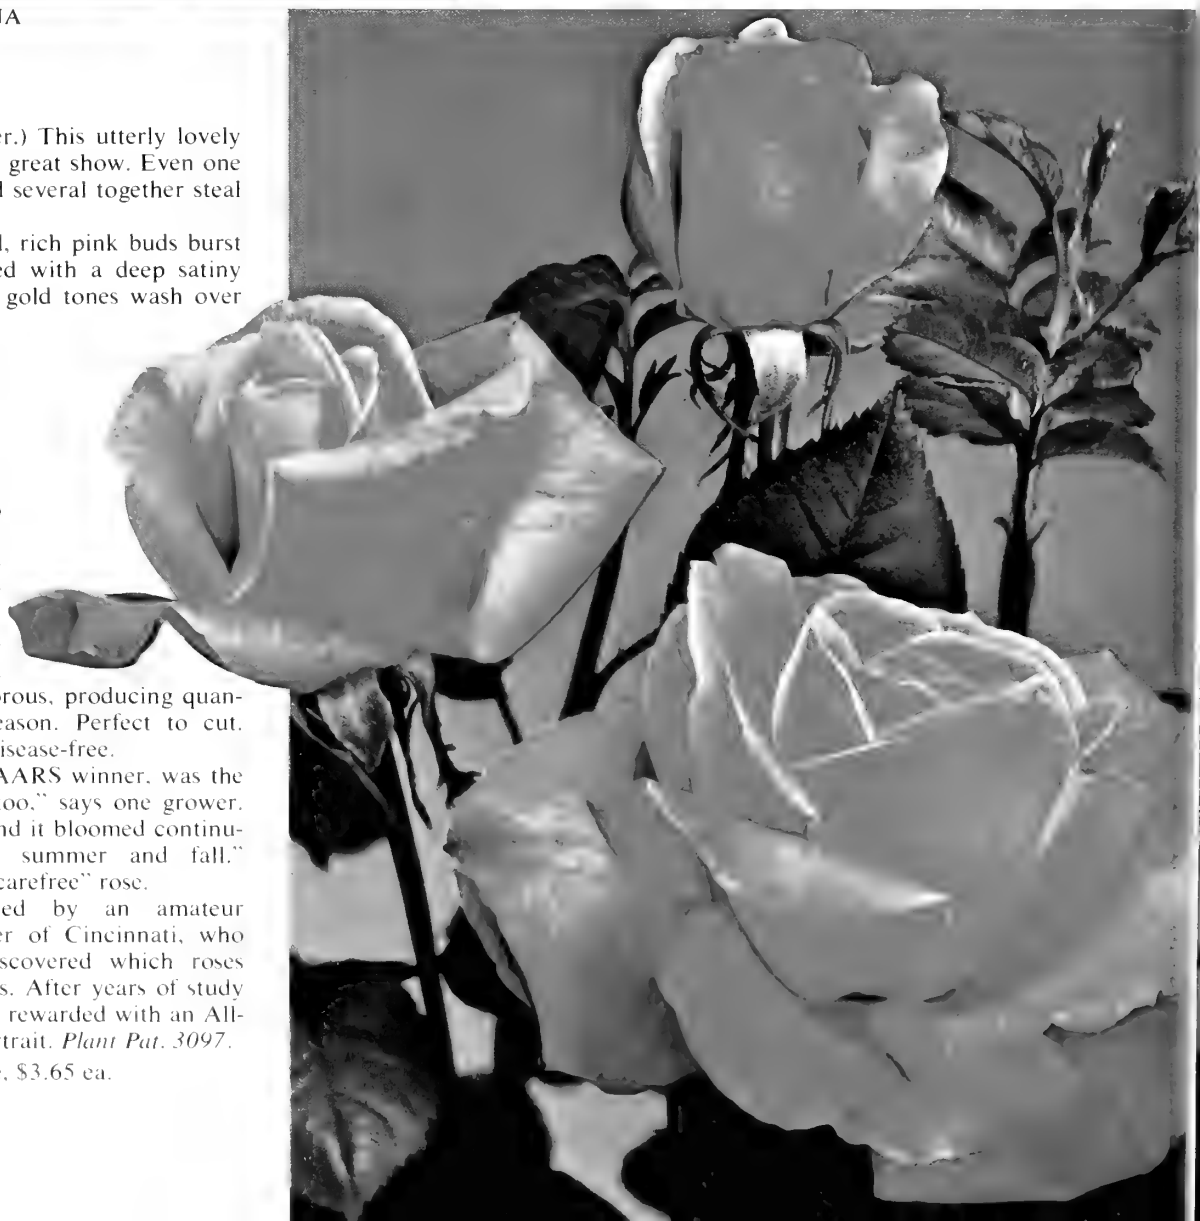 er.) This utterly lovely
great show. Even one
several together steal
rich pink buds burst
ed with a deep satiny
gold tones wash over
orous, producing quan-
eason. Perfect to cut.
isease-free.
AARS winner, was the
oo,” says one grower.
nd it bloomed continu-
summer and fall.”
carefree” rose.
ed by an amateur
er of Cincinnati, who
scovered which roses
s. After years of study
rewarded with an All-
trait. Plant Pat. 3097.
, $3.65 ea.